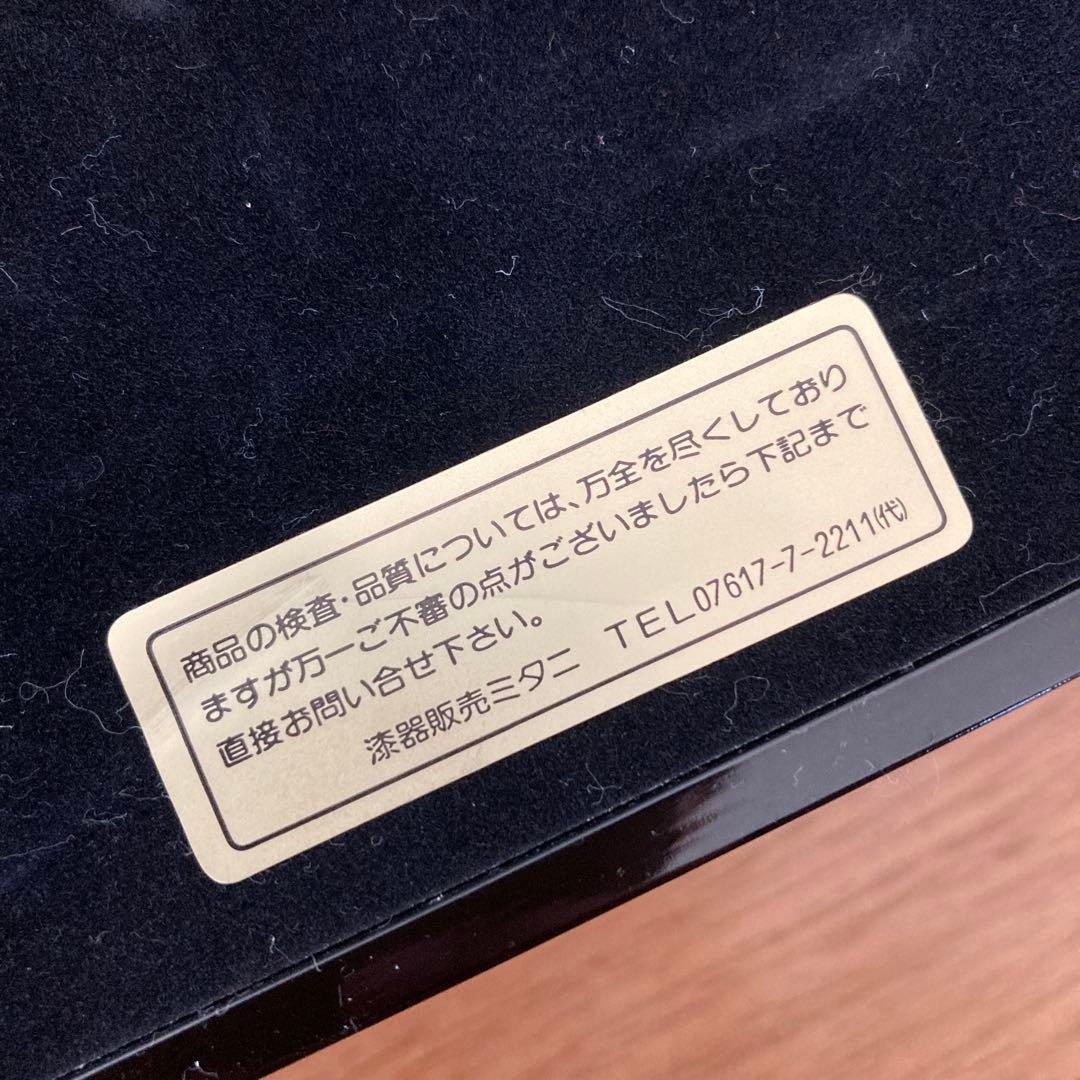 商品の検査・品質については、万全を尽くしており
ますが万一ご不審の点がございましたら下記まで
直接お問い合せ下さい。
漆器販売ミタニ TEL07617-7-2211(代)